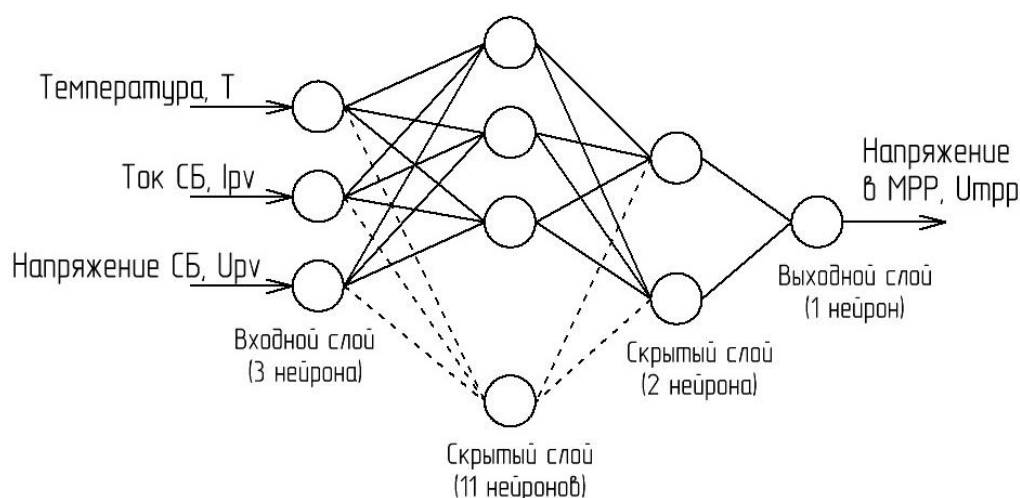 Температура, Т
Ток СБ, Ipv
Напряжение СБ, Upv
Входной слой
(3 нейрона)
Скрытый слой
(11 нейронов)
Скрытый слой
(2 нейрона)
Выходной слой
(1 нейрон)
Напряжение
в МРР, Umpp